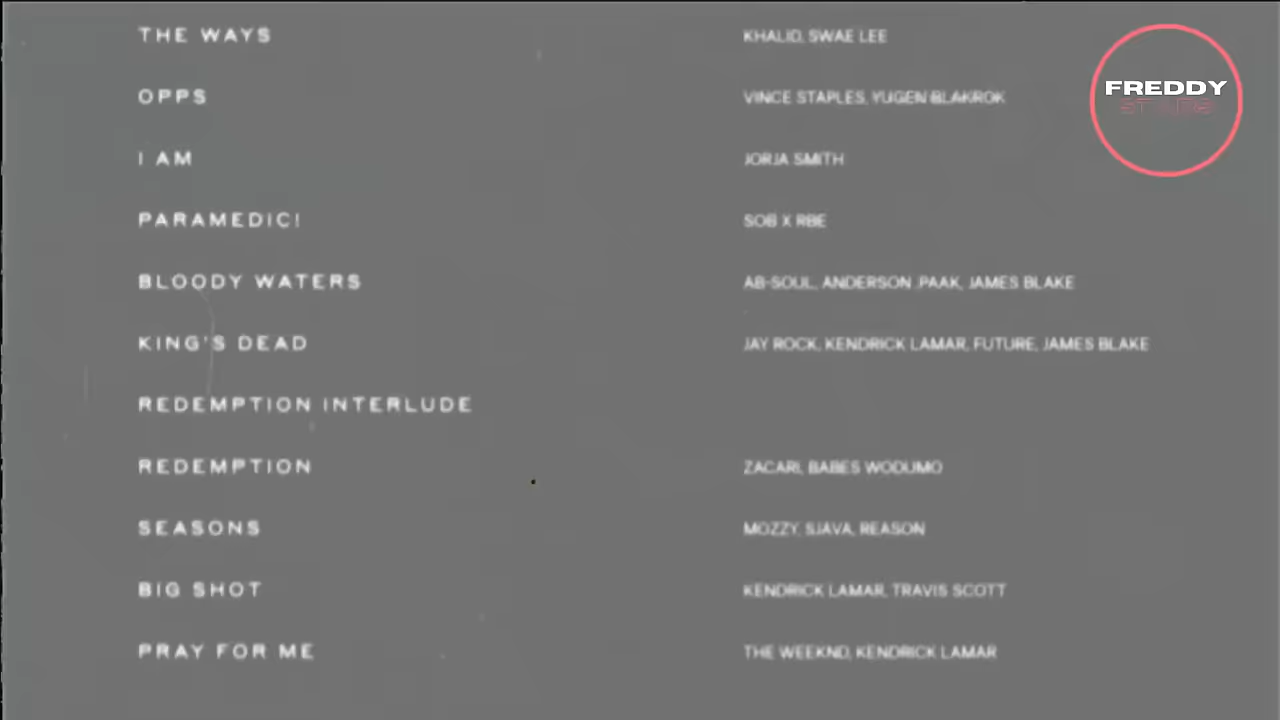 THE WAYS KHALID, SWAE LEE
OPPS VINCE STAPLES, YUGEN BLAKROK
I AM JORJA SMITH
PARAMEDIC! SOB X RBE
BLOODY WATERS AB-SOUL, ANDERSON .PAAK, JAMES BLAKE
KING'S DEAD JAY ROCK, KENDRICK LAMAR, FUTURE, JAMES BLAKE
REDEMPTION INTERLUDE
REDEMPTION ZACARI, BABES WODUMO
SEASONS MOZZY, SJAVA, REASON
BIG SHOT KENDRICK LAMAR, TRAVIS SCOTT
PRAY FOR ME THE WEEKND, KENDRICK LAMAR
FREDDY